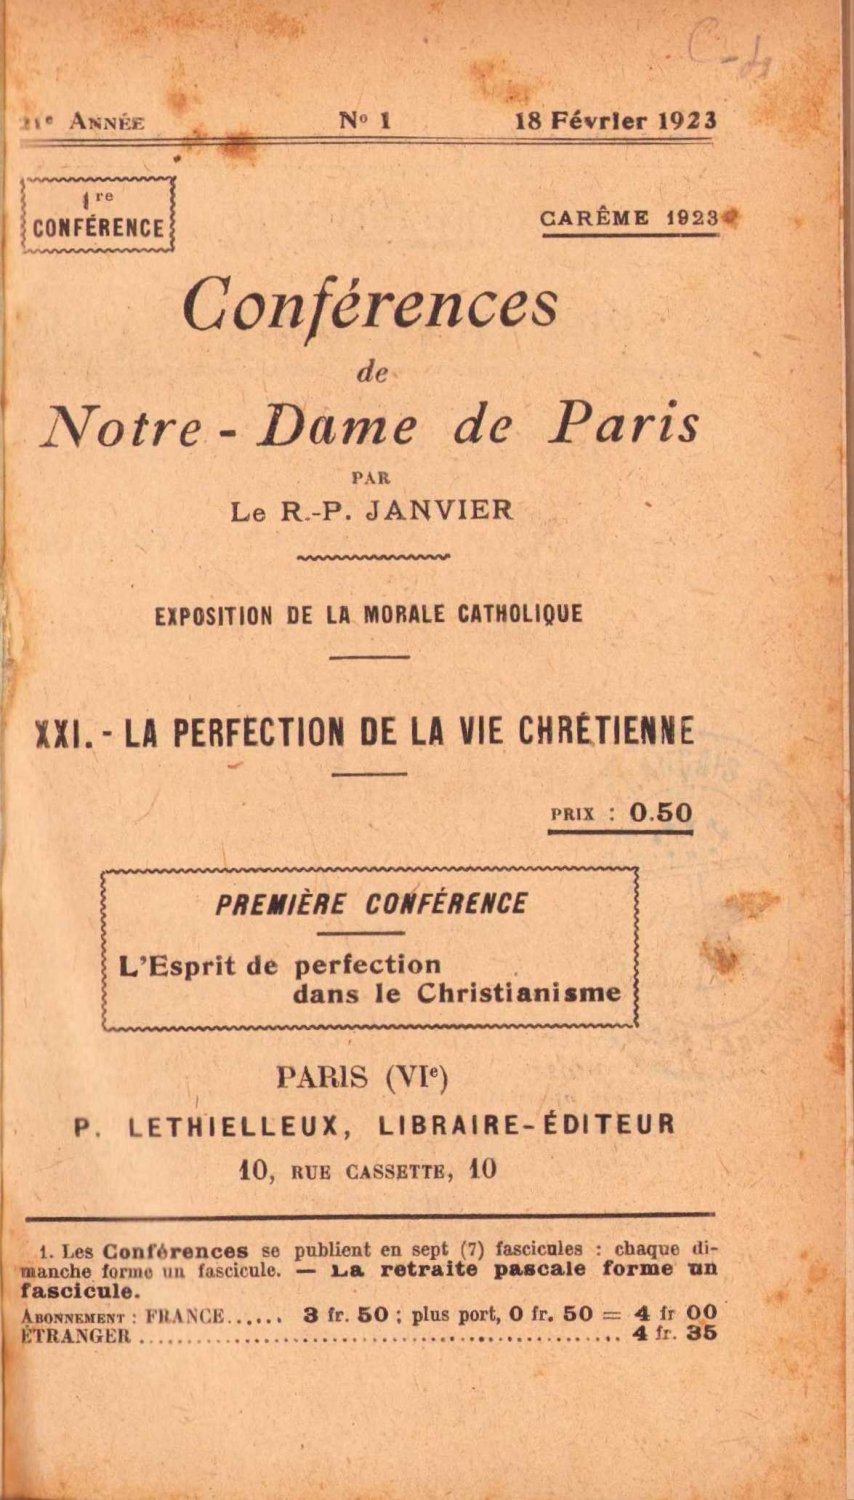 C-4
Année N° 1 18 Février 1923
1re
CONFÉRENCE
CARÊME 1923
Conférences
de
Notre-Dame de Paris
PAR
Le R.-P. JANVIER
EXPOSITION DE LA MORALE CATHOLIQUE
XXI. - LA PERFECTION DE LA VIE CHRÉTIENNE
PRIX : 0.50
PREMIÈRE CONFÉRENCE
L'Esprit de perfection
dans le Christianisme
PARIS (VIe)
P. LETHIELLEUX, LIBRAIRE-ÉDITEUR
10, RUE CASSETTE, 10
1. Les Conférences se publient en sept (7) fascicules : chaque di-
manche forme un fascicule. — La retraite pascale forme un
fascicule.
Abonnement : FRANCE...... 3 fr. 50 ; plus port, 0 fr. 50 = 4 fr 00
ÉTRANGER ................................................ 4 fr. 35